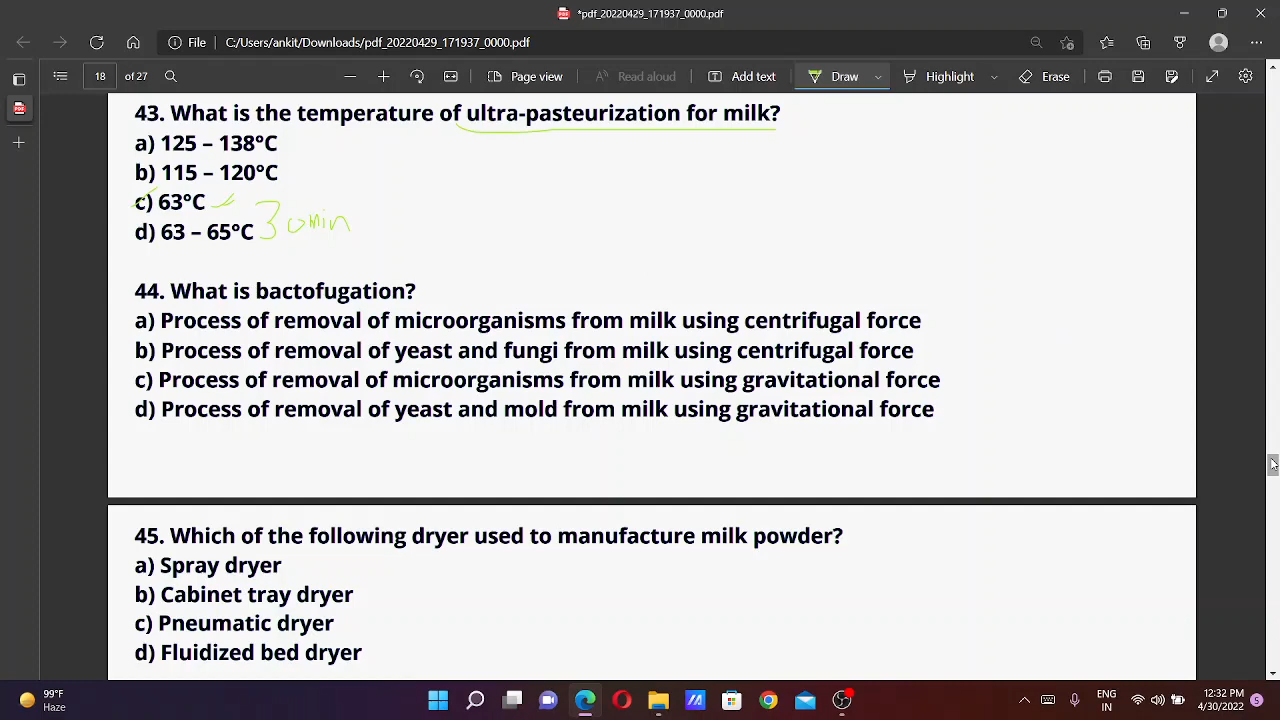 *pdf_20220429_171937_0000.pdf
File C:/Users/ankit/Downloads/pdf_20220429_171937_0000.pdf
18 of 27 Page view Read aloud Add text Draw Highlight Erase
43. What is the temperature of ultra-pasteurization for milk?
a) 125 – 138°C
b) 115 – 120°C
c) 63°C
d) 63 – 65°C
30 min
44. What is bactofugation?
a) Process of removal of microorganisms from milk using centrifugal force
b) Process of removal of yeast and fungi from milk using centrifugal force
c) Process of removal of microorganisms from milk using gravitational force
d) Process of removal of yeast and mold from milk using gravitational force
45. Which of the following dryer used to manufacture milk powder?
a) Spray dryer
b) Cabinet tray dryer
c) Pneumatic dryer
d) Fluidized bed dryer
99°F
Haze
ENG
IN
12:32 PM
4/30/2022
S